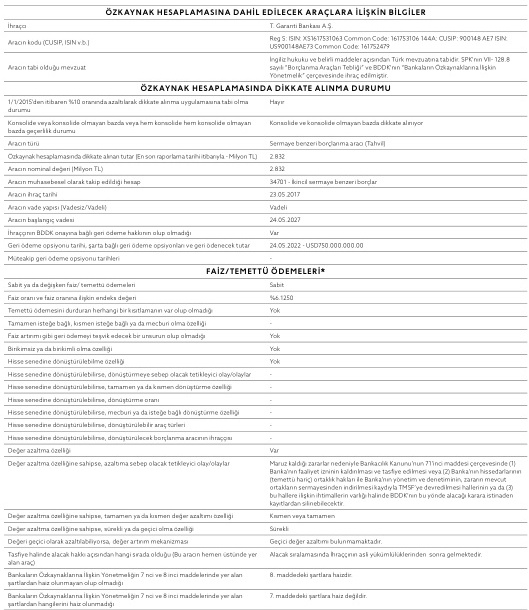 ÖZKAYNAK HESAPLAMASINA DAHİL EDİLECEK ARAÇLARA İLİŞKİN BİLGİLER
İhraççı T. Garanti Bankası A.Ş.
Aracın kodu (CUSIP, ISIN v.b.) Reg S: ISIN: XS1617531063 Common Code: 161753106 144A: CUSIP: 900148 AE7 ISIN:
US900148AE73 Common Code: 161752479
Aracın tabi olduğu mevzuat İngiliz hukuku ve belirli maddeler açısından Türk mevzuatına tabidir. SPK'nın VII- 128.8
sayılı "Borçlanma Araçları Tebliği" ve BDDK'nın "Bankaların Özkaynaklarına İlişkin
Yönetmelik" çerçevesinde ihraç edilmiştir.
ÖZKAYNAK HESAPLAMASINDA DİKKATE ALINMA DURUMU
1/1/2015'den itibaren %10 oranında azaltılarak dikkate alınma uygulamasına tabi olma
durumu Hayır
Konsolide veya konsolide olmayan bazda veya hem konsolide hem konsolide olmayan
bazda geçerlilik durumu Konsolide ve konsolide olmayan bazda dikkate alınıyor
Aracın türü Sermaye benzeri borçlanma aracı (Tahvil)
Özkaynak hesaplamasında dikkate alınan tutar (En son raporlama tarihi itibarıyla - Milyon TL) 2.832
Aracın nominal değeri (Milyon TL) 2.832
Aracın muhasebesel olarak takip edildiği hesap 34701 - İkincil sermaye benzeri borçlar
Aracın ihraç tarihi 23.05.2017
Aracın vade yapısı (Vadesiz/Vadeli) Vadeli
Aracın başlangıç vadesi 24.05.2027
İhraççının BDDK onayına bağlı geri ödeme hakkının olup olmadığı Var
Geri ödeme opsiyonu tarihi, şarta bağlı geri ödeme opsiyonları ve geri ödenecek tutar 24.05.2022 - USD750.000.000.00
Müteakip geri ödeme opsiyonu tarihleri -
FAİZ/TEMETTÜ ÖDEMELERİ*
Sabit ya da değişken faiz/ temettü ödemeleri Sabit
Faiz oranı ve faiz oranına ilişkin endeks değeri %6.1250
Temettü ödemesini durduran herhangi bir kısıtlamanın var olup olmadığı Yok
Tamamen isteğe bağlı, kısmen isteğe bağlı ya da mecburi olma özelliği -
Faiz artırımı gibi geri ödemeyi teşvik edecek bir unsurun olup olmadığı Yok
Birikimsiz ya da birikimli olma özelliği Yok
Hisse senedine dönüştürülebilme özelliği Yok
Hisse senedine dönüştürülebilirse, dönüştürmeye sebep olacak tetikleyici olay/olaylar -
Hisse senedine dönüştürülebilirse, tamamen ya da kısmen dönüştürme özelliği -
Hisse senedine dönüştürülebilirse, dönüştürme oranı -
Hisse senedine dönüştürülebilirse, mecburi ya da isteğe bağlı dönüştürme özelliği -
Hisse senedine dönüştürülebilirse, dönüştürülebilir araç türleri -
Hisse senedine dönüştürülebilirse, dönüştürülecek borçlanma aracının ihraççısı -
Değer azaltma özelliği Var
Değer azaltma özelliğine sahipse, azaltıma sebep olacak tetikleyici olay/olaylar Maruz kaldığı zararlar nedeniyle Bankacılık Kanunu'nun 71'inci maddesi çerçevesinde (1)
Banka'nın faaliyet izninin kaldırılması ve tasfiye edilmesi veya (2) Banka'nın hissedarlarının
(temettü hariç) ortaklık hakları ile Banka'nın yönetim ve denetiminin, zararın mevcut
ortakların sermayesinden indirilmesi kaydıyla TMSF'ye devredilmesi hallerinin ya da (3)
bu hallere ilişkin ihtimallerin varlığı halinde BDDK'nın bu yönde alacağı karara istinaden
kayıtlardan silinebilecektir.
Değer azaltma özelliğine sahipse, tamamen ya da kısmen değer azaltımı özelliği Kısmen veya tamamen
Değer azaltma özelliğine sahipse, sürekli ya da geçici olma özelliği Sürekli
Değeri geçici olarak azaltılabiliyorsa, değer artırım mekanizması Geçici değer azaltımı bulunmamaktadır.
Tasfiye halinde alacak hakkı açısından hangi sırada olduğu (Bu aracın hemen üstünde yer
alan araç) Alacak sıralamasında İhraççının asli yükümlülüklerinden sonra gelmektedir.
Bankaların Özkaynaklarına İlişkin Yönetmeliğin 7 nci ve 8 inci maddelerinde yer alan
şartlardan haiz olunmayan olup olmadığı 8. maddedeki şartlara haizdir.
Bankaların Özkaynaklarına İlişkin Yönetmeliğin 7 nci ve 8 inci maddelerinde yer alan
şartlardan hangilerini haiz olunmadığı 7. maddedeki şartlara haiz değildir.